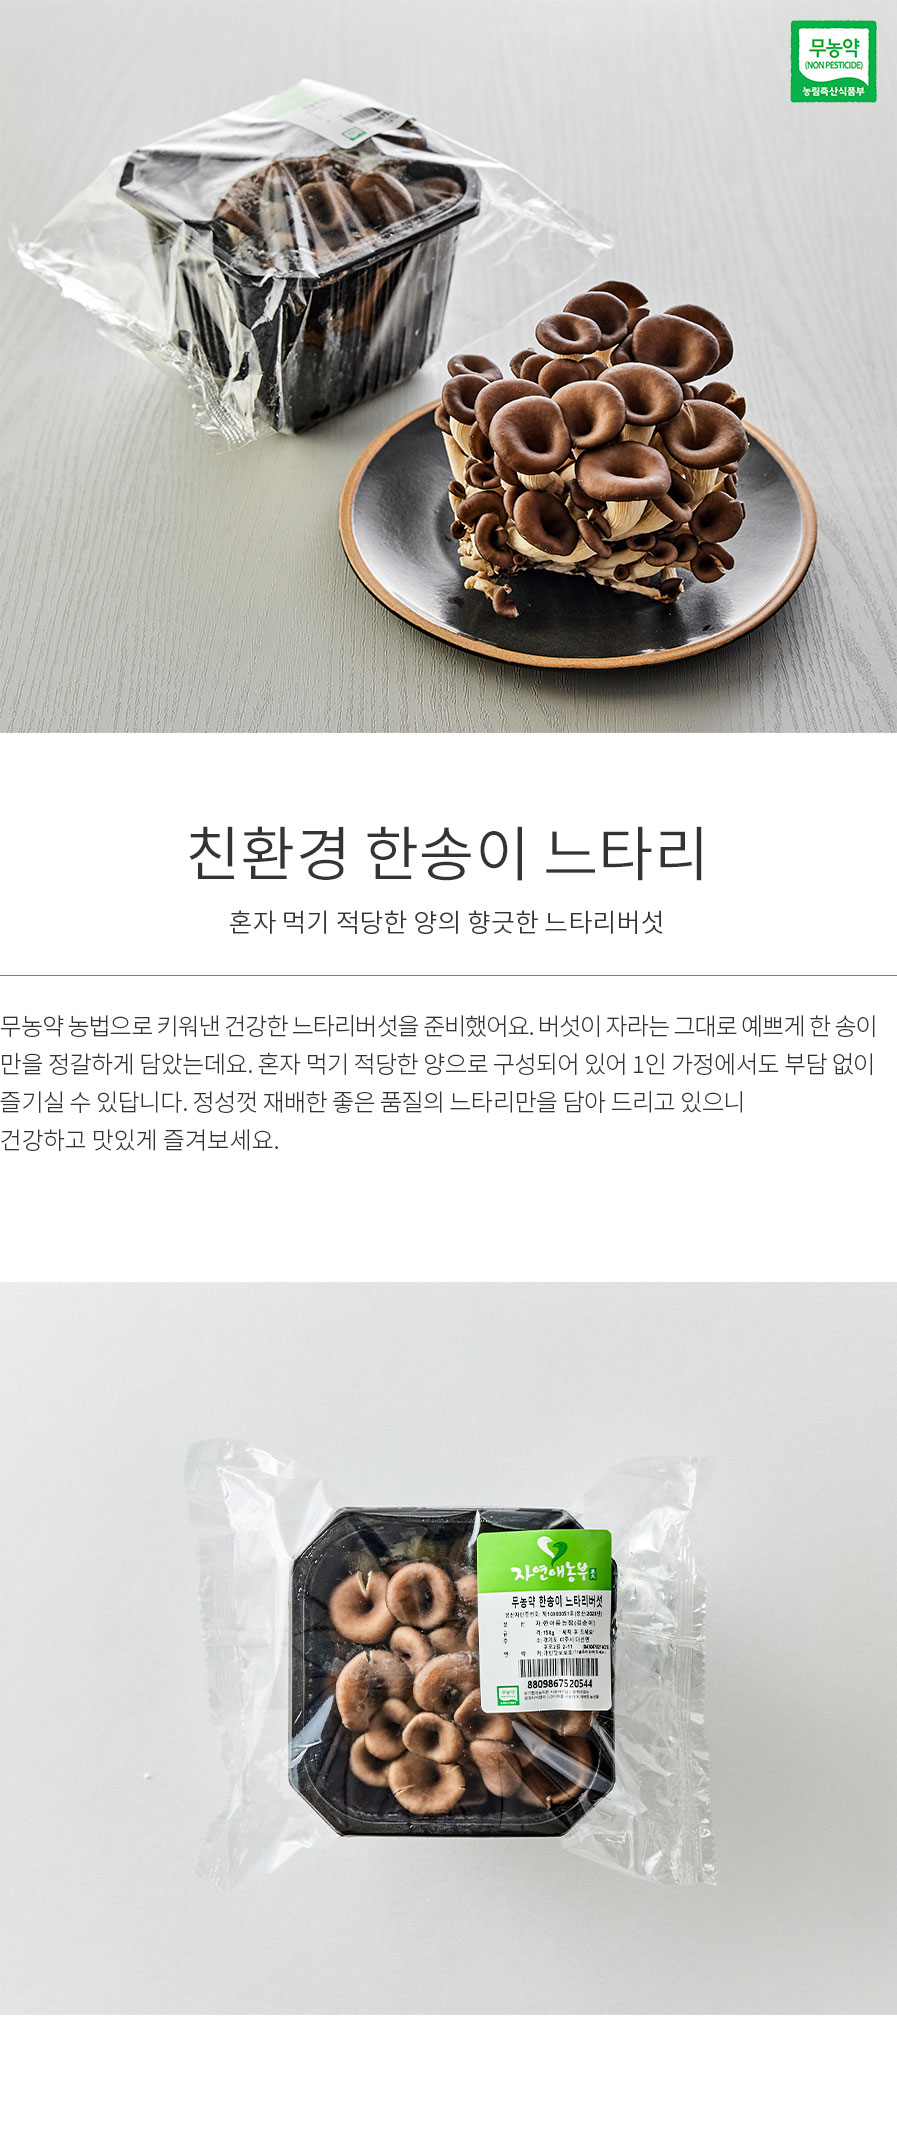 무농약
(NON PESTICIDE)
농림축산식품부
친환경 한송이 느타리
혼자 먹기 적당한 양의 향긋한 느타리버섯
무농약 농법으로 키워낸 건강한 느타리버섯을 준비했어요. 버섯이 자라는 그대로 예쁘게 한 송이
만을 정갈하게 담았는데요. 혼자 먹기 적당한 양으로 구성되어 있어 1인 가정에서도 부담 없이
즐기실 수 있답니다. 정성껏 재배한 좋은 품질의 느타리만을 담아 드리고 있으니
건강하고 맛있게 즐겨보세요.
자연애농부
무농약 한송이 느타리버섯
8809867520544
무농약